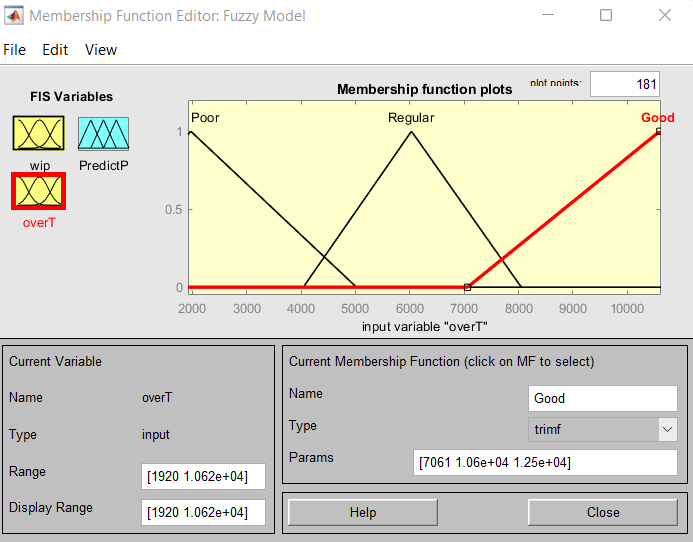 Membership Function Editor: Fuzzy Model
File Edit View
FIS Variables
wip
PredictP
overT
Membership function plots
plot points:
181
Poor
Regular
Good
1
0.5
0
2000 3000 4000 5000 6000 7000 8000 9000 10000
input variable "overT"
Current Variable
Name overT
Type input
Range [1920 1.062e+04]
Display Range [1920 1.062e+04]
Current Membership Function (click on MF to select)
Name Good
Type trimf
Params [7061 1.06e+04 1.25e+04]
Help Close